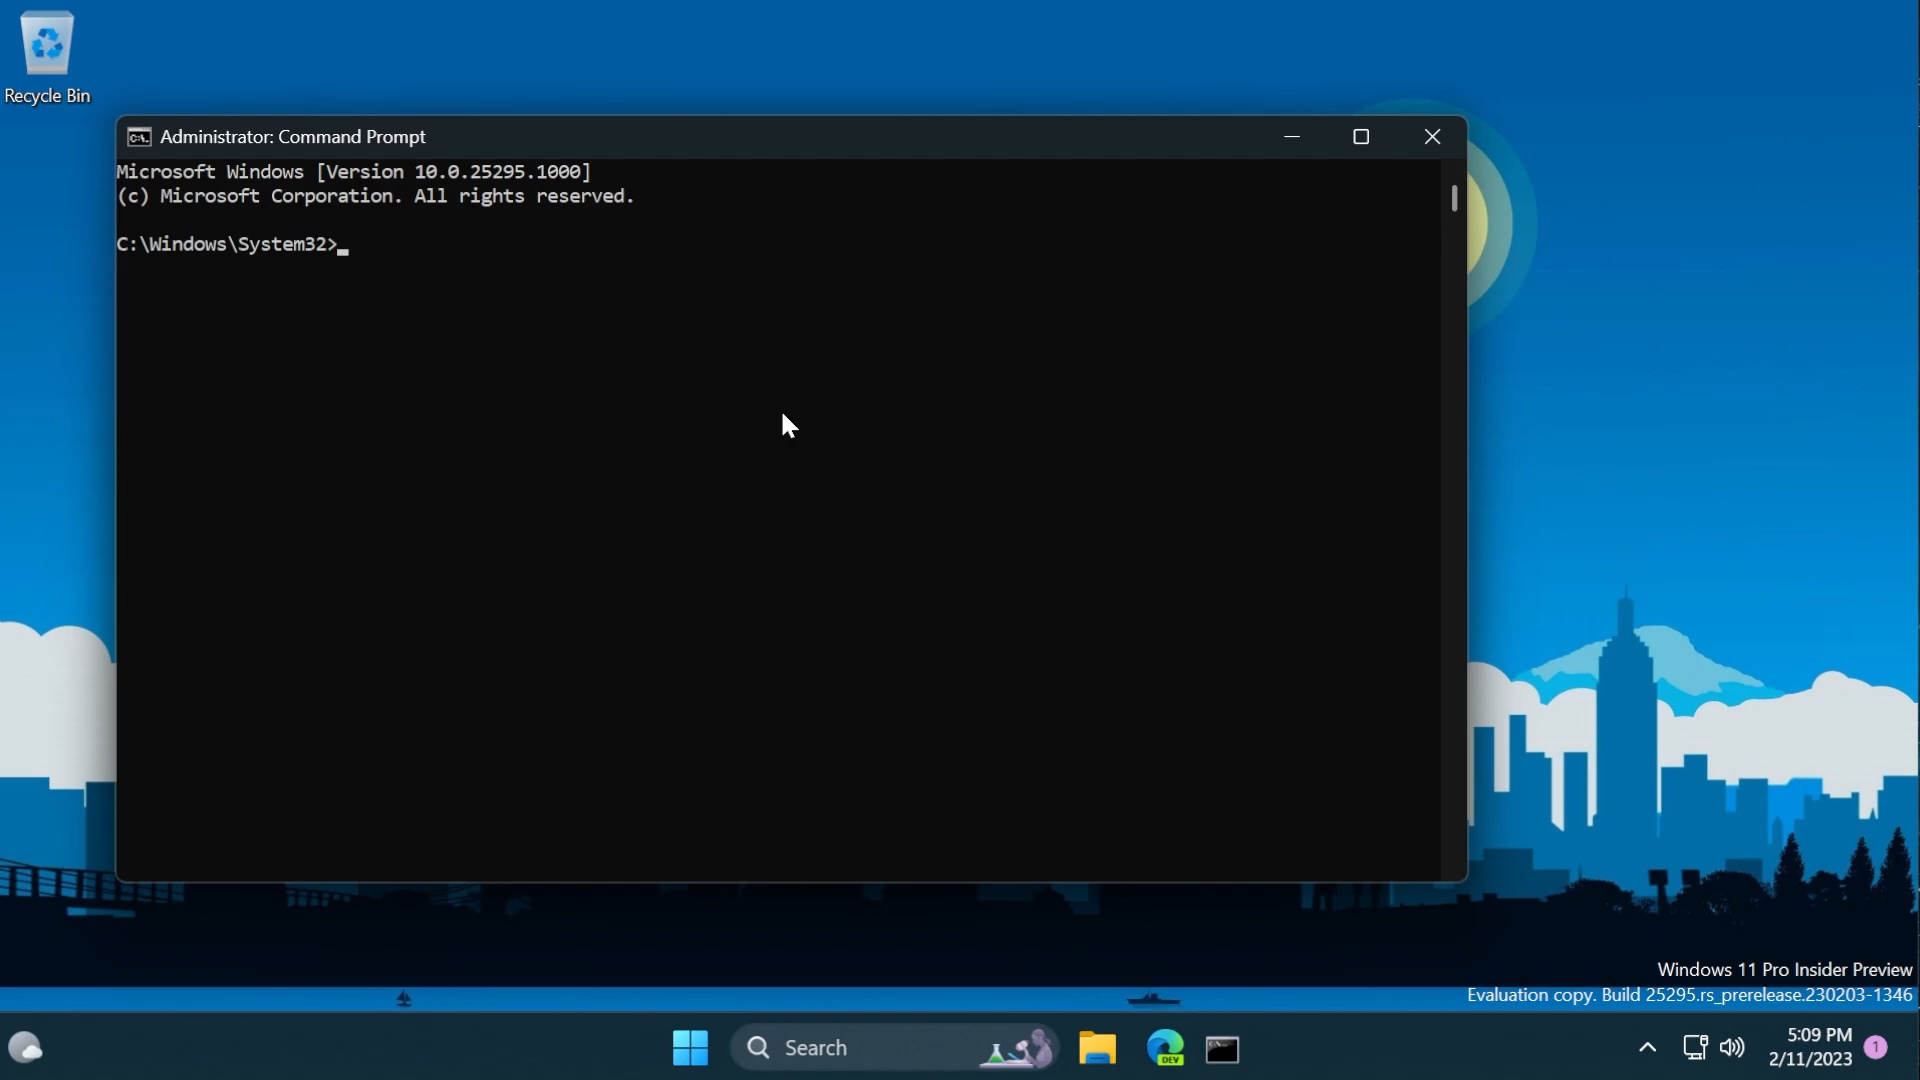 Recycle Bin
Administrator: Command Prompt
Microsoft Windows [Version 10.0.25295.1000]
(c) Microsoft Corporation. All rights reserved.
C:\Windows\System32>
Windows 11 Pro Insider Preview
Evaluation copy. Build 25295.rs_prerelease.230203-1346
Search
DEV
5:09 PM
2/11/2023
1